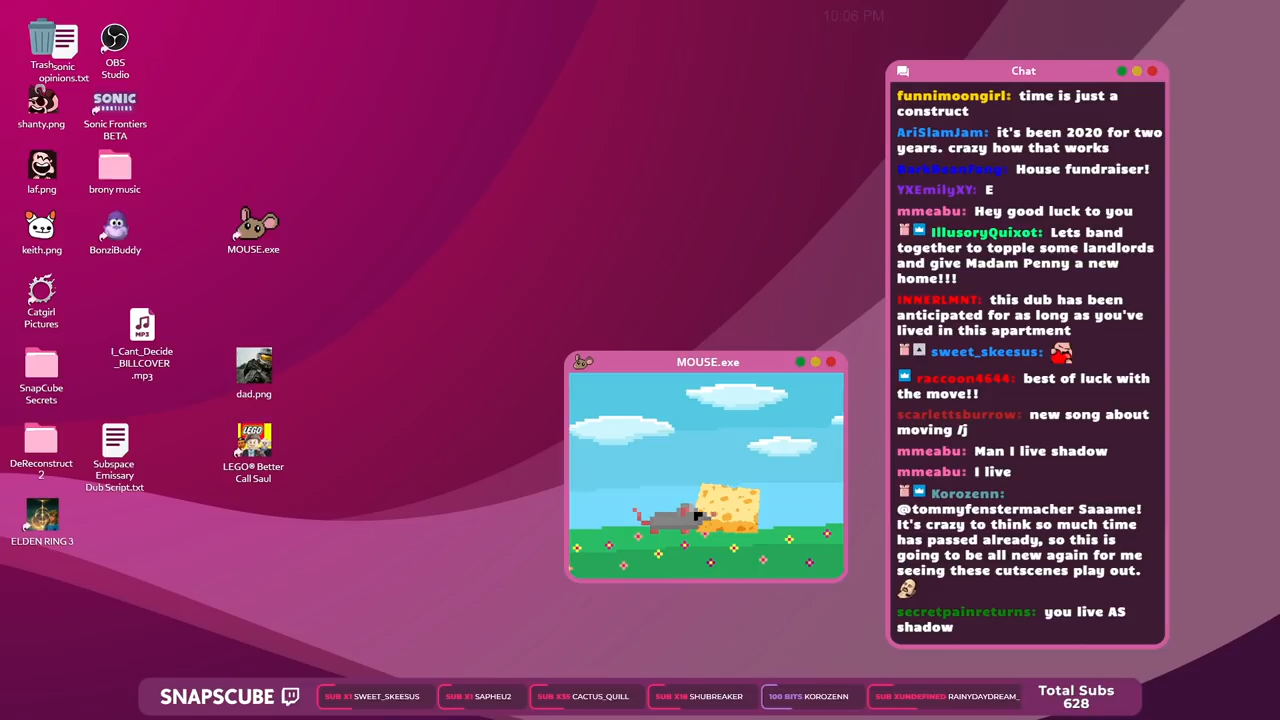 10:06 PM
Trash
sonic
opinions.txt
OBS
Studio
shanty.png
SONIC
FRONTIERS
Sonic Frontiers
BETA
laf.png
brony music
keith.png
BonziBuddy
MOUSE.exe
Catgirl
Pictures
MP3
I_Cant_Decide
_BILLCOVER
.mp3
SnapCube
Secrets
dad.png
DeReconstruct
2
Subspace
Emissary
Dub Script.txt
LEGO
LEGO® Better
Call Saul
ELDEN RING 3
MOUSE.exe
Chat
funnimoongirl: time is just a
construct
AriSlamJam: it's been 2020 for two
years. crazy how that works
House fundraiser!
YXEmilyXY: E
mmeabu: Hey good luck to you
IllusoryQuixot: Lets band
together to topple some landlords
and give Madam Penny a new
home!!!
INNERLMNT: this dub has been
anticipated for as long as you've
lived in this apartment
sweet_skeesus:
raccoon4644: best of luck with
the move!!
scarlettsburrow: new song about
moving /j
mmeabu: Man I live shadow
mmeabu: I live
Korozenn:
@tommyfenstermacher Saaame!
It's crazy to think so much time
has passed already, so this is
going to be all new again for me
seeing these cutscenes play out.
secretpainreturns: you live AS
shadow
SNAPSCUBE
SUB X1 SWEET_SKEESUS
SUB X1 SAPHEU2
SUB X35 CACTUS_QUILL
SUB X18 SHUBREAKER
100 BITS KOROZENN
SUB XUNDEFINED RAINYDAYDREAM_
Total Subs
628